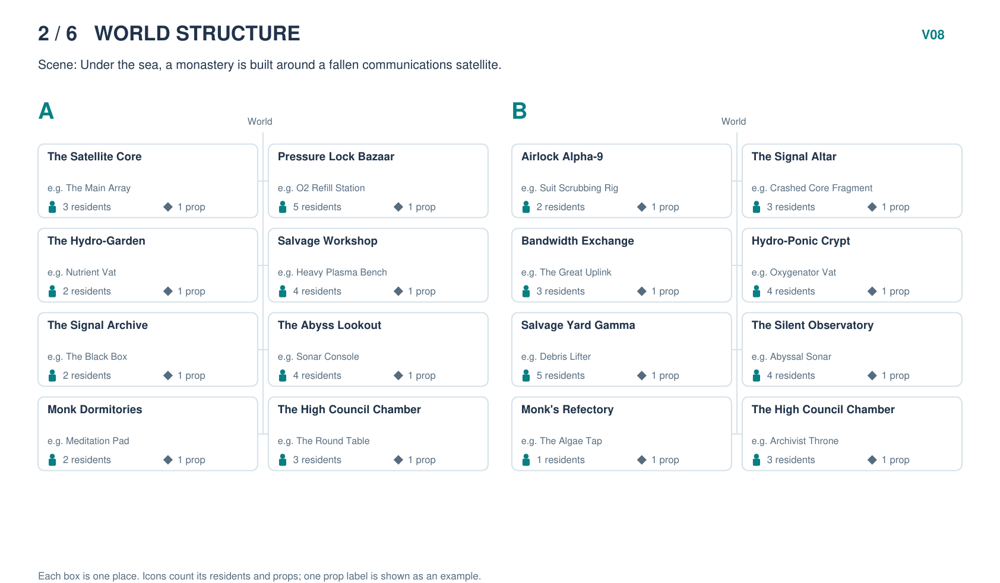 2 / 6 WORLD STRUCTURE
V08
Scene: Under the sea, a monastery is built around a fallen communications satellite.
A
World
The Satellite Core
e.g. The Main Array
3 residents
1 prop
Pressure Lock Bazaar
e.g. O2 Refill Station
5 residents
1 prop
The Hydro-Garden
e.g. Nutrient Vat
2 residents
1 prop
Salvage Workshop
e.g. Heavy Plasma Bench
4 residents
1 prop
The Signal Archive
e.g. The Black Box
2 residents
1 prop
The Abyss Lookout
e.g. Sonar Console
4 residents
1 prop
Monk Dormitories
e.g. Meditation Pad
2 residents
1 prop
The High Council Chamber
e.g. The Round Table
3 residents
1 prop
B
World
Airlock Alpha-9
e.g. Suit Scrubbing Rig
2 residents
1 prop
The Signal Altar
e.g. Crashed Core Fragment
3 residents
1 prop
Bandwidth Exchange
e.g. The Great Uplink
3 residents
1 prop
Hydro-Ponic Crypt
e.g. Oxygenator Vat
4 residents
1 prop
Salvage Yard Gamma
e.g. Debris Lifter
5 residents
1 prop
The Silent Observatory
e.g. Abyssal Sonar
4 residents
1 prop
Monk's Refectory
e.g. The Algae Tap
1 residents
1 prop
The High Council Chamber
e.g. Archivist Throne
3 residents
1 prop
Each box is one place. Icons count its residents and props; one prop label is shown as an example.